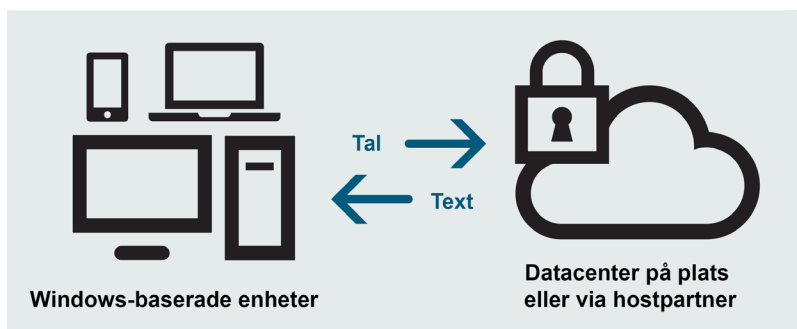 Tal
Text
Windows-baserade enheter
Datacenter på plats
eller via hostpartner